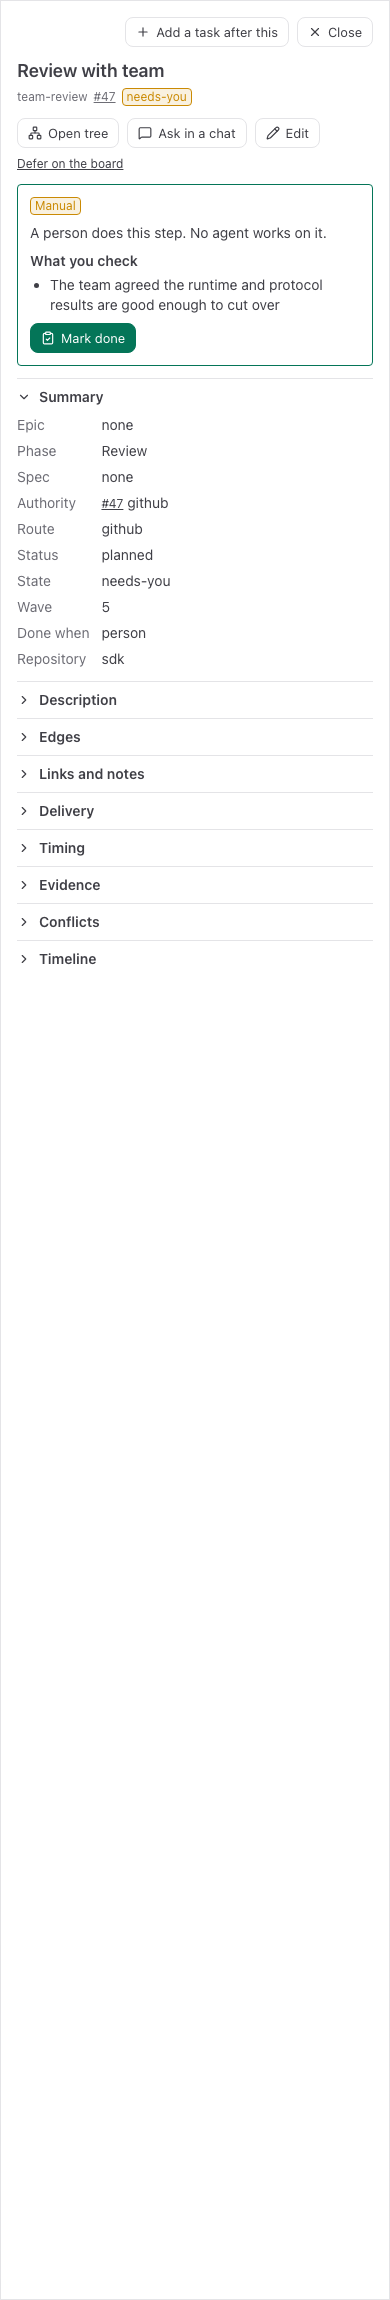 Add a task after this
Close
Review with team
team-review #47 needs-you
Open tree
Ask in a chat
Edit
Defer on the board
Manual
A person does this step. No agent works on it.
What you check
• The team agreed the runtime and protocol
results are good enough to cut over
Mark done
Summary
Epic none
Phase Review
Spec none
Authority #47 github
Route github
Status planned
State needs-you
Wave 5
Done when person
Repository sdk
Description
Edges
Links and notes
Delivery
Timing
Evidence
Conflicts
Timeline